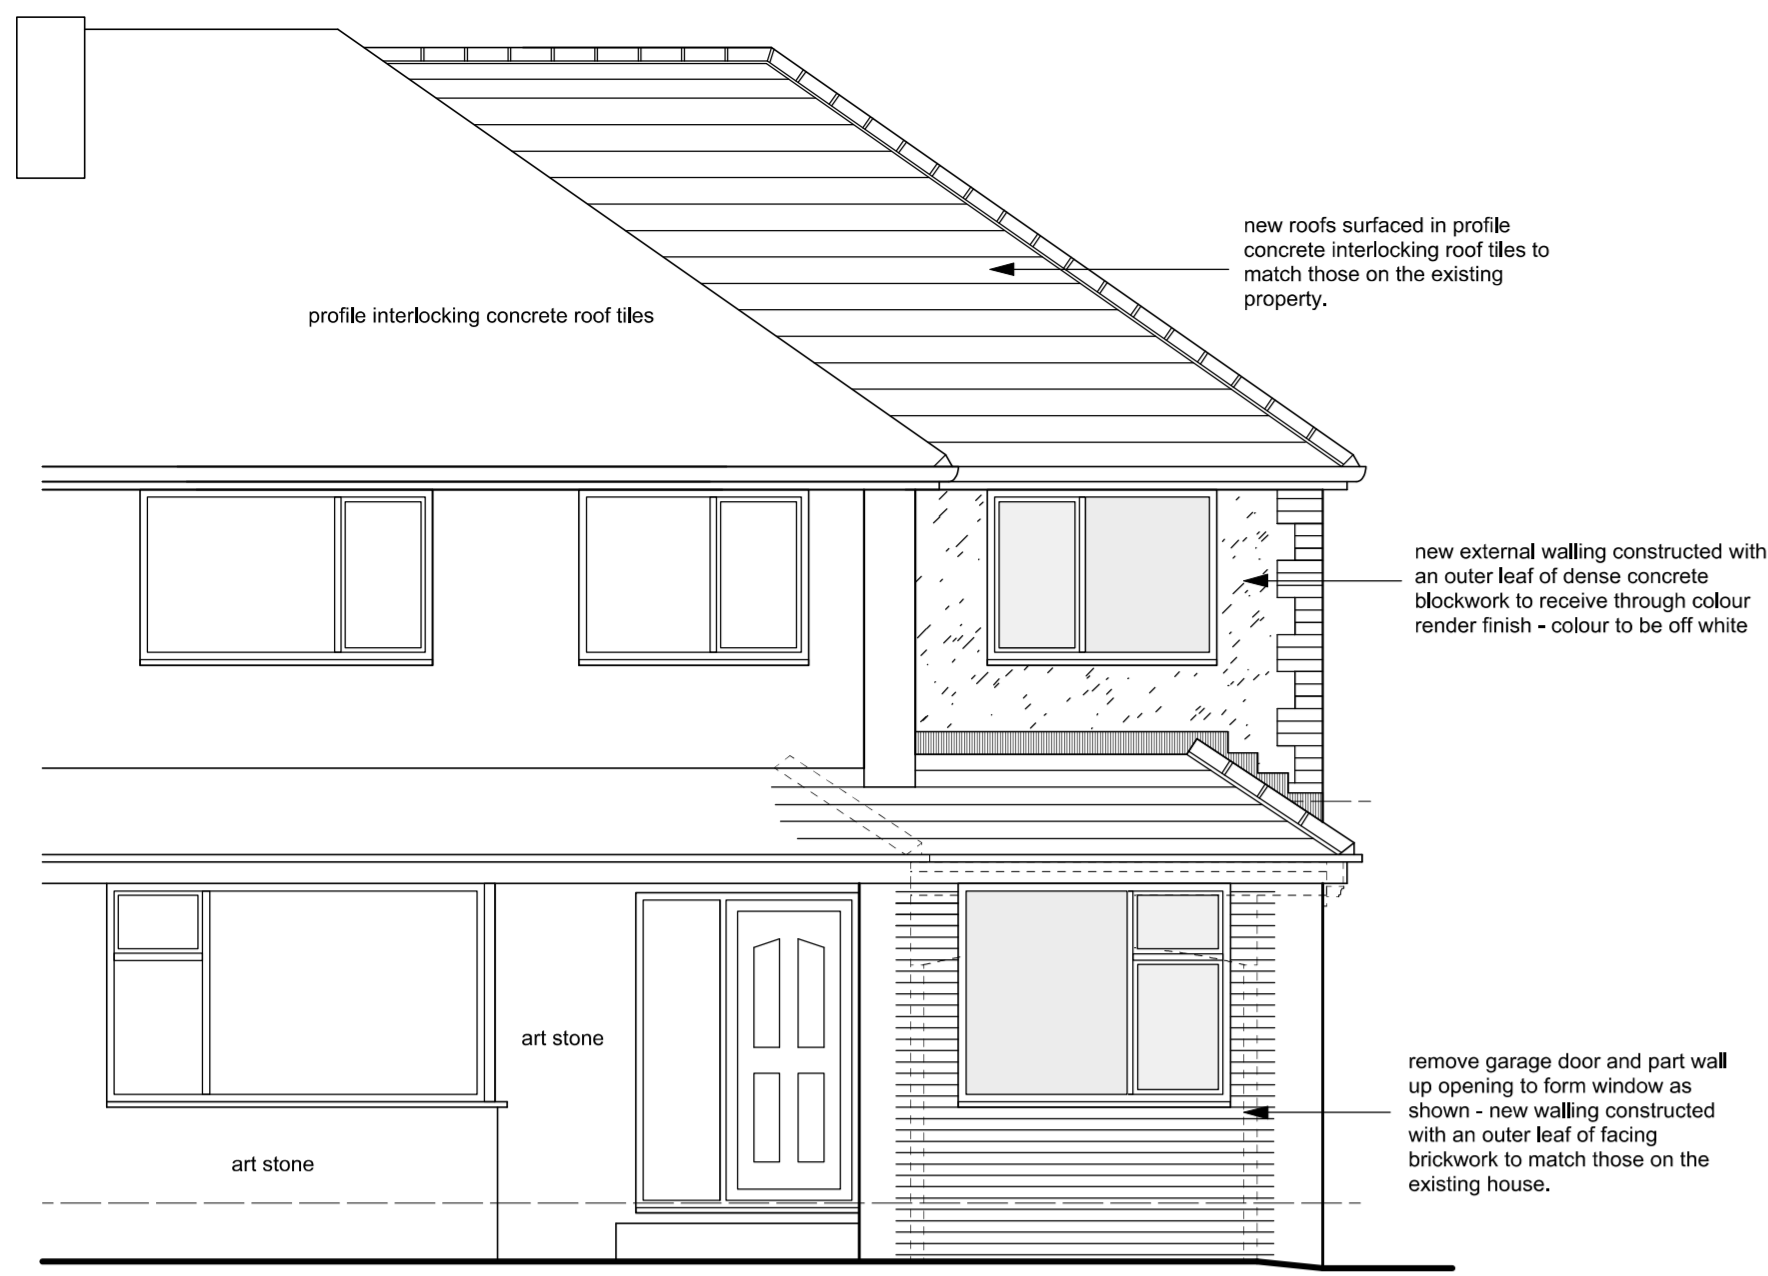 new roofs surfaced in profile
concrete interlocking roof tiles to
match those on the existing
property.
profile interlocking concrete roof tiles
new external walling constructed with
an outer leaf of dense concrete
blockwork to receive through colour
render finish - colour to be off white
art stone
remove garage door and part wall
up opening to form window as
shown - new walling constructed
with an outer leaf of facing
brickwork to match those on the
existing house.
art stone